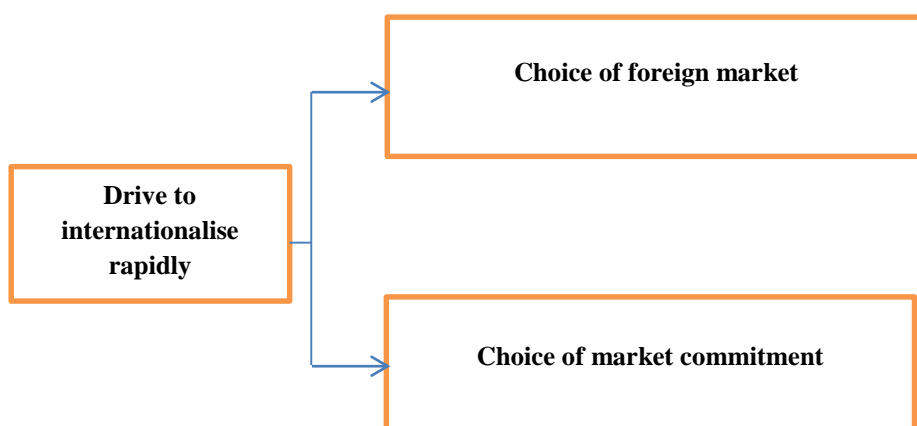 Choice of foreign market
Drive to
internationalise
rapidly
Choice of market commitment